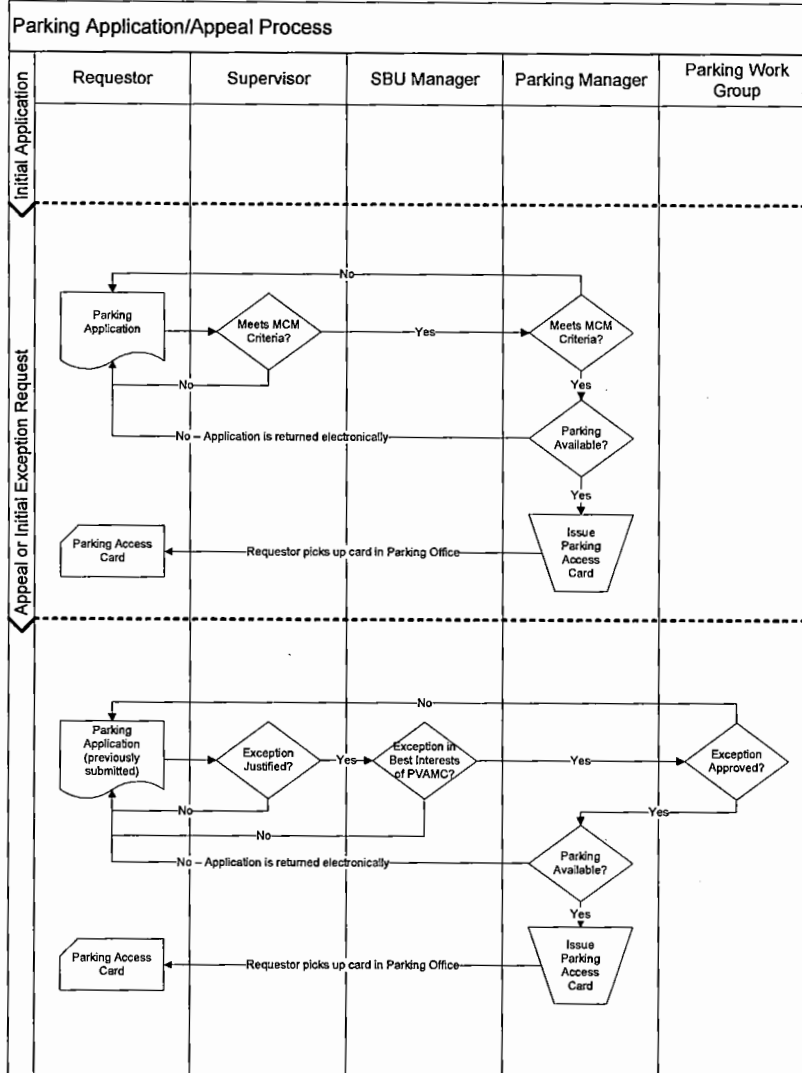 Parking Application/Appeal Process
Requestor
Supervisor
SBU Manager
Parking Manager
Parking Work
Group
Initial Application
Appeal or Initial Exception Request
No
Parking
Application
Meets MCM
Criteria?
Yes
Meets MCM
Criteria?
No
Yes
No – Application is returned electronically
Parking
Available?
Yes
Parking Access
Card
Requestor picks up card in Parking Office
Issue
Parking
Access
Card
No
Parking
Application
(previously
submitted)
Exception
Justified?
Yes
Exception in
Best Interests
of PVAMC?
Yes
Exception
Approved?
No
Yes
No
No – Application is returned electronically
Parking
Available?
Yes
Parking Access
Card
Requestor picks up card in Parking Office
Issue
Parking
Access
Card